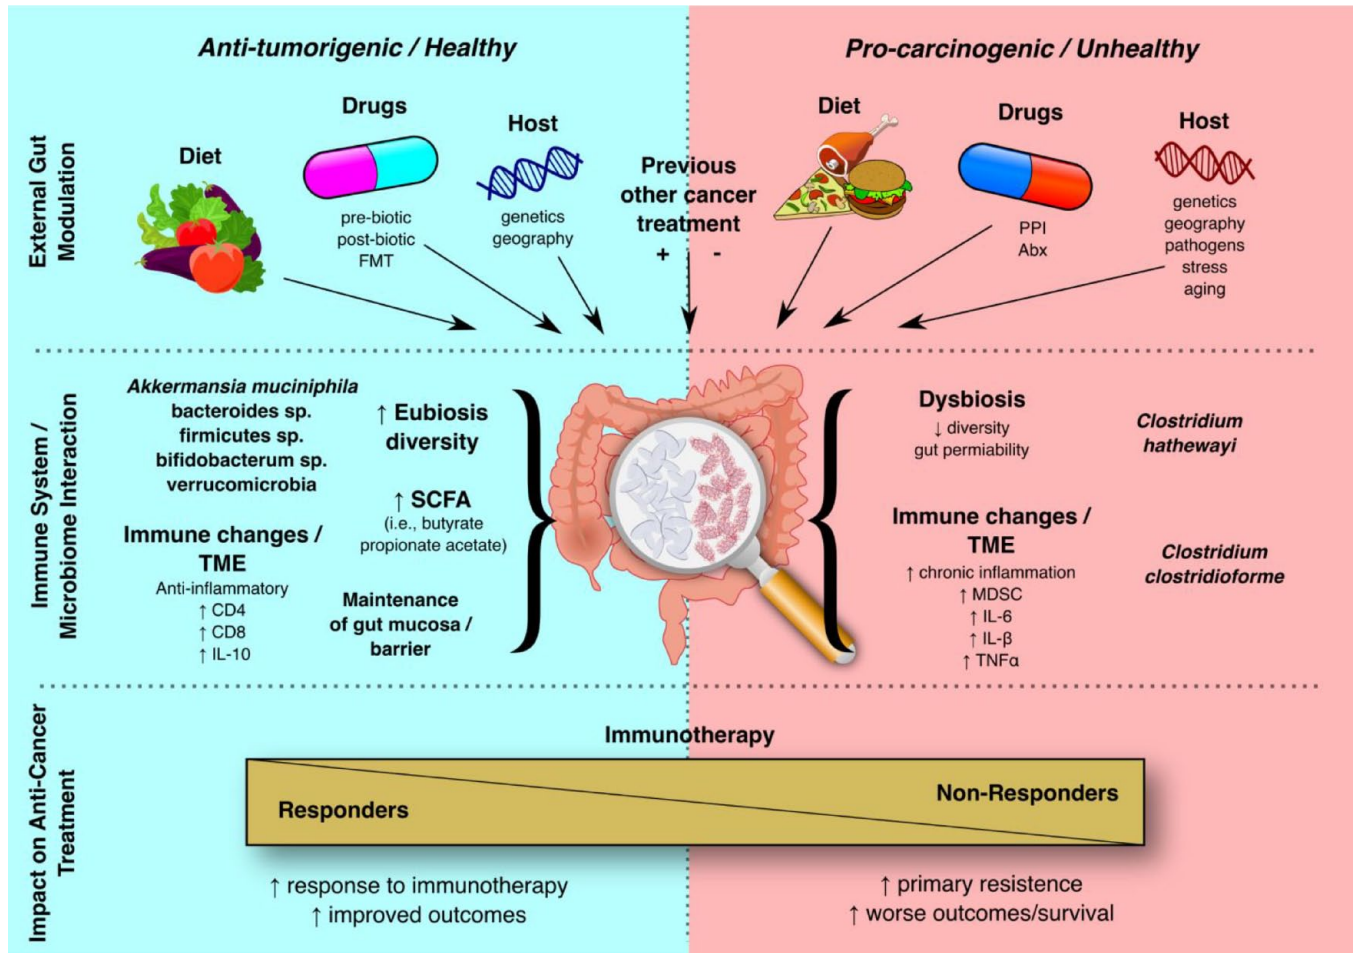 Anti-tumorigenic / Healthy
Pro-carcinogenic / Unhealthy
External Gut
Modulation
Diet
Drugs
pre-biotic
post-biotic
FMT
Host
genetics
geography
Previous
other cancer
treatment
+ -
Diet
Drugs
PPI
Abx
Host
genetics
geography
pathogens
stress
aging
Immune System /
Microbiome Interaction
Akkermansia muciniphila
bacteroides sp.
firmicutes sp.
bifidobacterum sp.
verrucomicrobia
Immune changes /
TME
Anti-inflammatory
↑ CD4
↑ CD8
↑ IL-10
↑ Eubiosis
diversity
↑ SCFA
(i.e., butyrate
propionate acetate)
Maintenance
of gut mucosa /
barrier
Dysbiosis
↓ diversity
gut permiability
Immune changes /
TME
↑ chronic inflammation
↑ MDSC
↑ IL-6
↑ IL-β
↑ TNFα
Clostridium
hathewayi
Clostridium
clostridioforme
Impact on Anti-Cancer
Treatment
Immunotherapy
Responders
Non-Responders
↑ response to immunotherapy
↑ improved outcomes
↑ primary resistence
↑ worse outcomes/survival